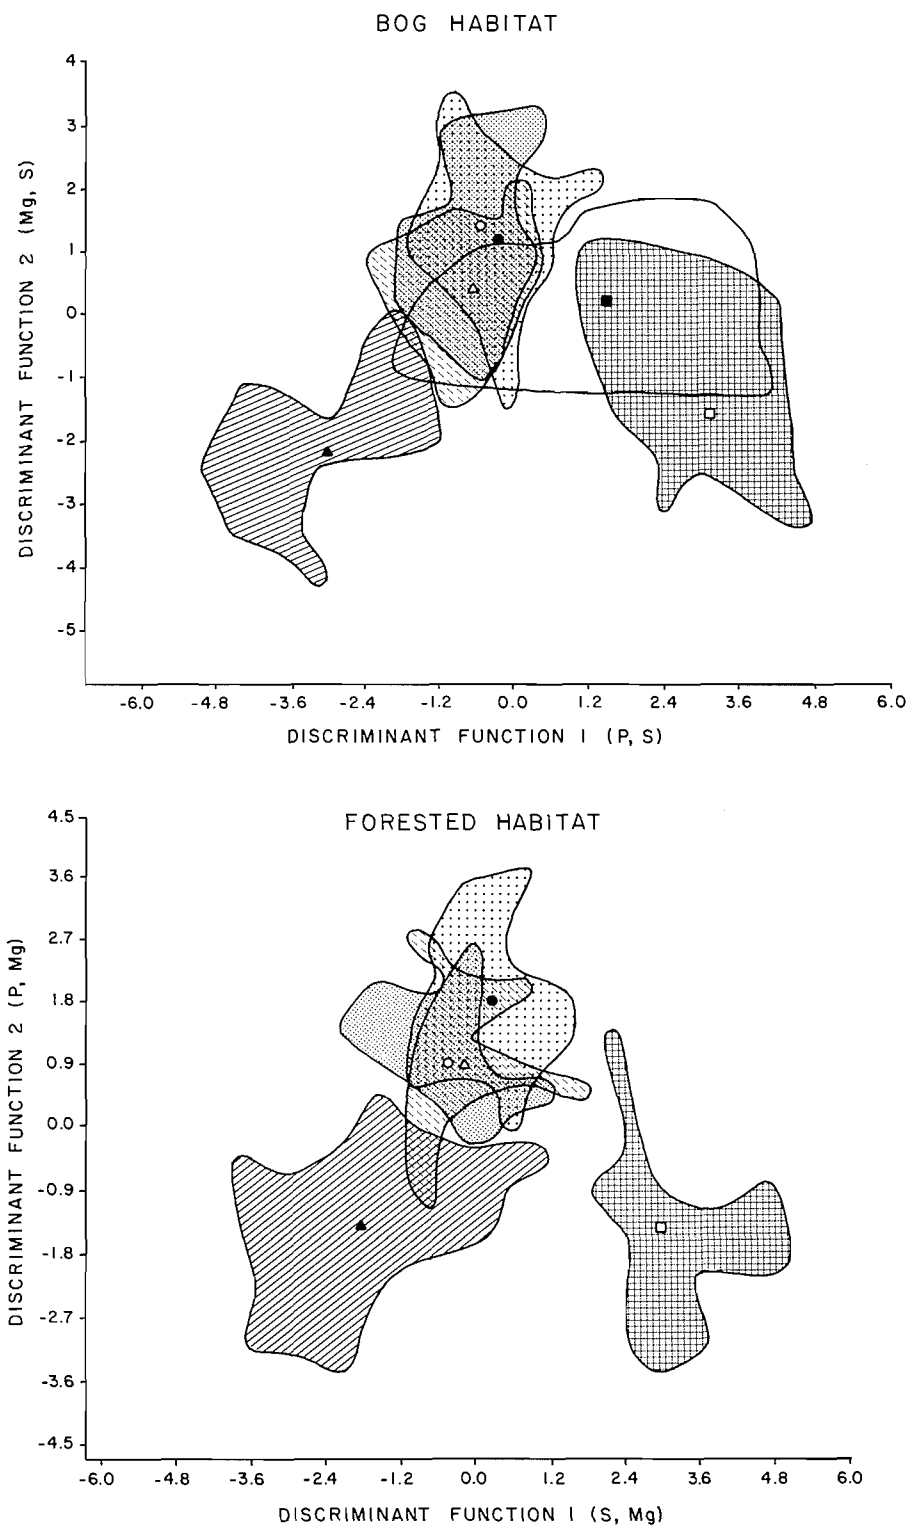 BOG HABITAT
4
3
2
1
0
-1
-2
-3
-4
-5
DISCRIMINANT FUNCTION 2 (Mg, S)
-6.0 -4.8 -3.6 -2.4 -1.2 0.0 1.2 2.4 3.6 4.8 6.0
DISCRIMINANT FUNCTION I (P, S)
FORESTED HABITAT
4.5
3.6
2.7
1.8
0.9
0.0
-0.9
-1.8
-2.7
-3.6
-4.5
DISCRIMINANT FUNCTION 2 (P, Mg)
-6.0 -4.8 -3.6 -2.4 -1.2 0.0 1.2 2.4 3.6 4.8 6.0
DISCRIMINANT FUNCTION I (S, Mg)